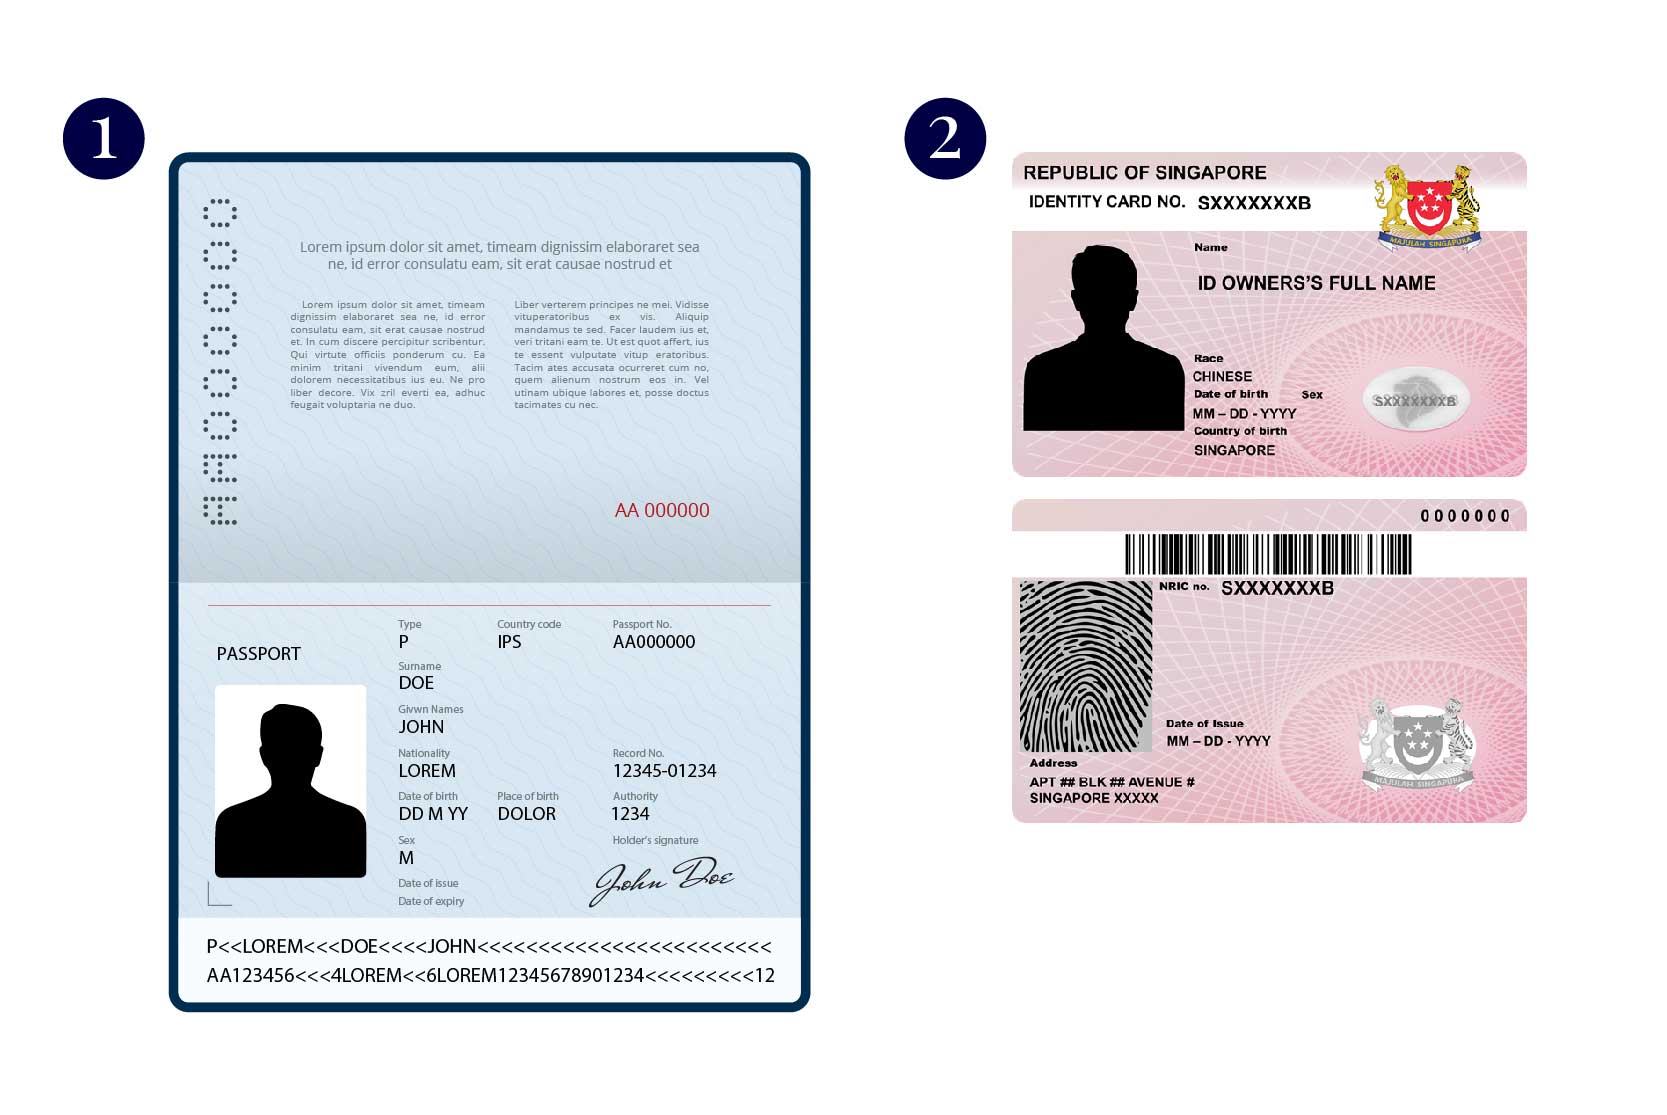 1
AA000000
Lorem ipsum dolor sit amet, timeam dignissim elaboraret sea
ne, id error consulatu eam, sit erat causae nostrud et
Lorem ipsum dolor sit amet, timeam
dignissim elaboraret sea ne, id error
consulatu eam, sit erat causae nostrud
et. In cum discere percipitur scribentur.
Qui virtute officiis ponderum cu. Ea
minim tritani vivendum eum, alii
dolorem necessitatibus ius eu. Ne pro
liber decore. Vix zril everti ea, adhuc
feugait voluptaria ne duo.
Liber verterem principes ne mei. Vidisse
vituperatoribus ex vis. Aliquip
mandamus te sed. Facer laudem ius et,
veri tritani eam te. Ut est quot affert, ius
te essent vulputate vitup eratoribus.
Tacim ates accusata ocurreret cum no,
quem alienum nostrum eos in. Vel
utinam ubique labores et, posse doctus
tacimates cu nec.
AA 000000
PASSPORT
Type
P
Country code
IPS
Passport No.
AA000000
Surname
DOE
Givwn Names
JOHN
Nationality
LOREM
Record No.
12345-01234
Date of birth
DD M YY
Place of birth
DOLOR
Authority
1234
Sex
M
Holder's signature
John Doe
Date of issue
Date of expiry
P<<LOREM<<<DOE<<<<JOHN<<<<<<<<<<<<<<<<<<<<<<<<
AA123456<<<4LOREM<<6LOREM12345678901234<<<<<<<<<12
2
REPUBLIC OF SINGAPORE
IDENTITY CARD NO. SXXXXXXXB
MAJULAH SINGAPURA
Name
ID OWNERS'S FULL NAME
Race
CHINESE
Date of birth Sex
MM – DD - YYYY
Country of birth
SINGAPORE
SXXXXXXXB
0000000
NRIC no. SXXXXXXXB
Date of Issue
MM – DD - YYYY
Address
APT ## BLK ## AVENUE #
SINGAPORE XXXXX
MAJULAH SINGAPURA